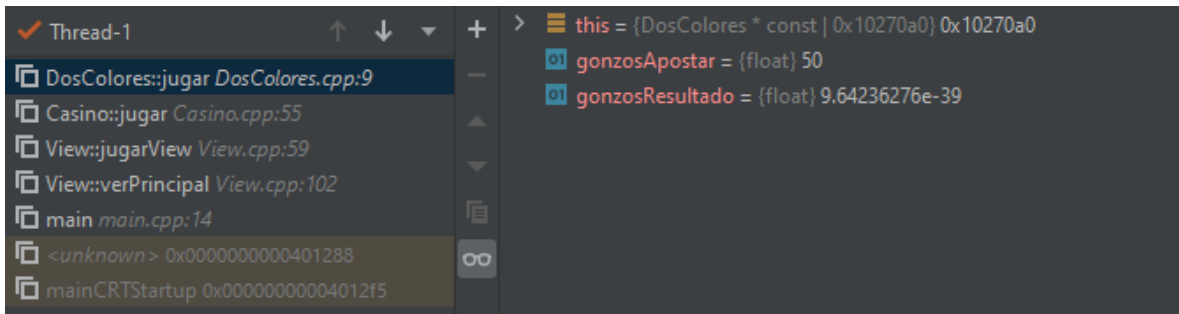 Thread-1
DosColores::jugar DosColores.cpp:9
Casino::jugar Casino.cpp:55
View::jugarView View.cpp:59
View::verPrincipal View.cpp:102
main main.cpp:14
<unknown> 0x0000000000401288
mainCRTStartup 0x00000000004012f5
this = {DosColores * const | 0x10270a0} 0x10270a0
01 gonzosApostar = {float} 50
01 gonzosResultado = {float} 9.64236276e-39